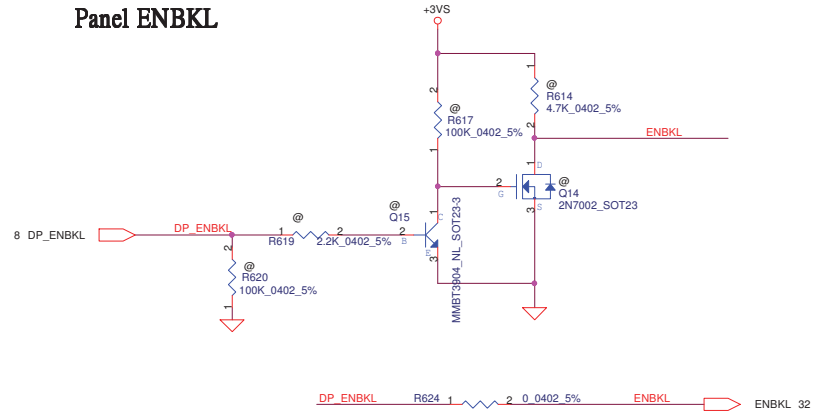 Panel ENBKL
+3VS
1
@
2
@
R614
4.7K_0402_5%
R617
100K_0402_5%
2
1
ENBKL
1
D
@
2
G
Q14
2N7002_SOT23
@
Q15
1
C
S
3
8 DP_ENBKL
DP_ENBKL
@
1
2
R619
2.2K_0402_5%
2
B
E
3
MMBT3904_NL_SOT23-3
2
@
R620
100K_0402_5%
1
DP_ENBKL
R624
1
2
0_0402_5%
ENBKL
ENBKL 32